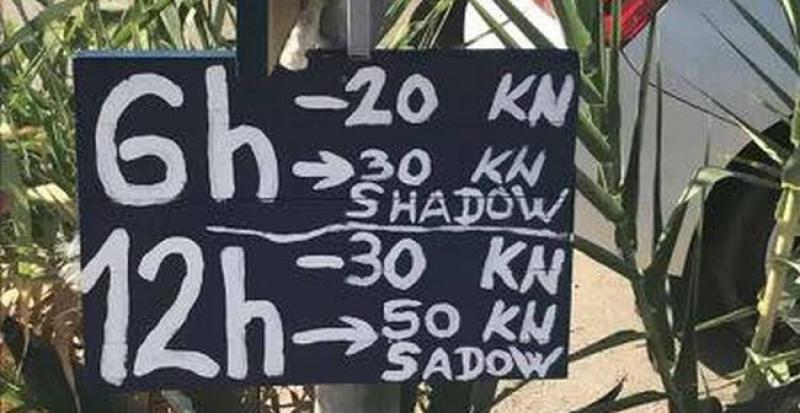 6h -20 KN
→30 KN
SHADOW
12h -30 KN
→50 KN
SADOW